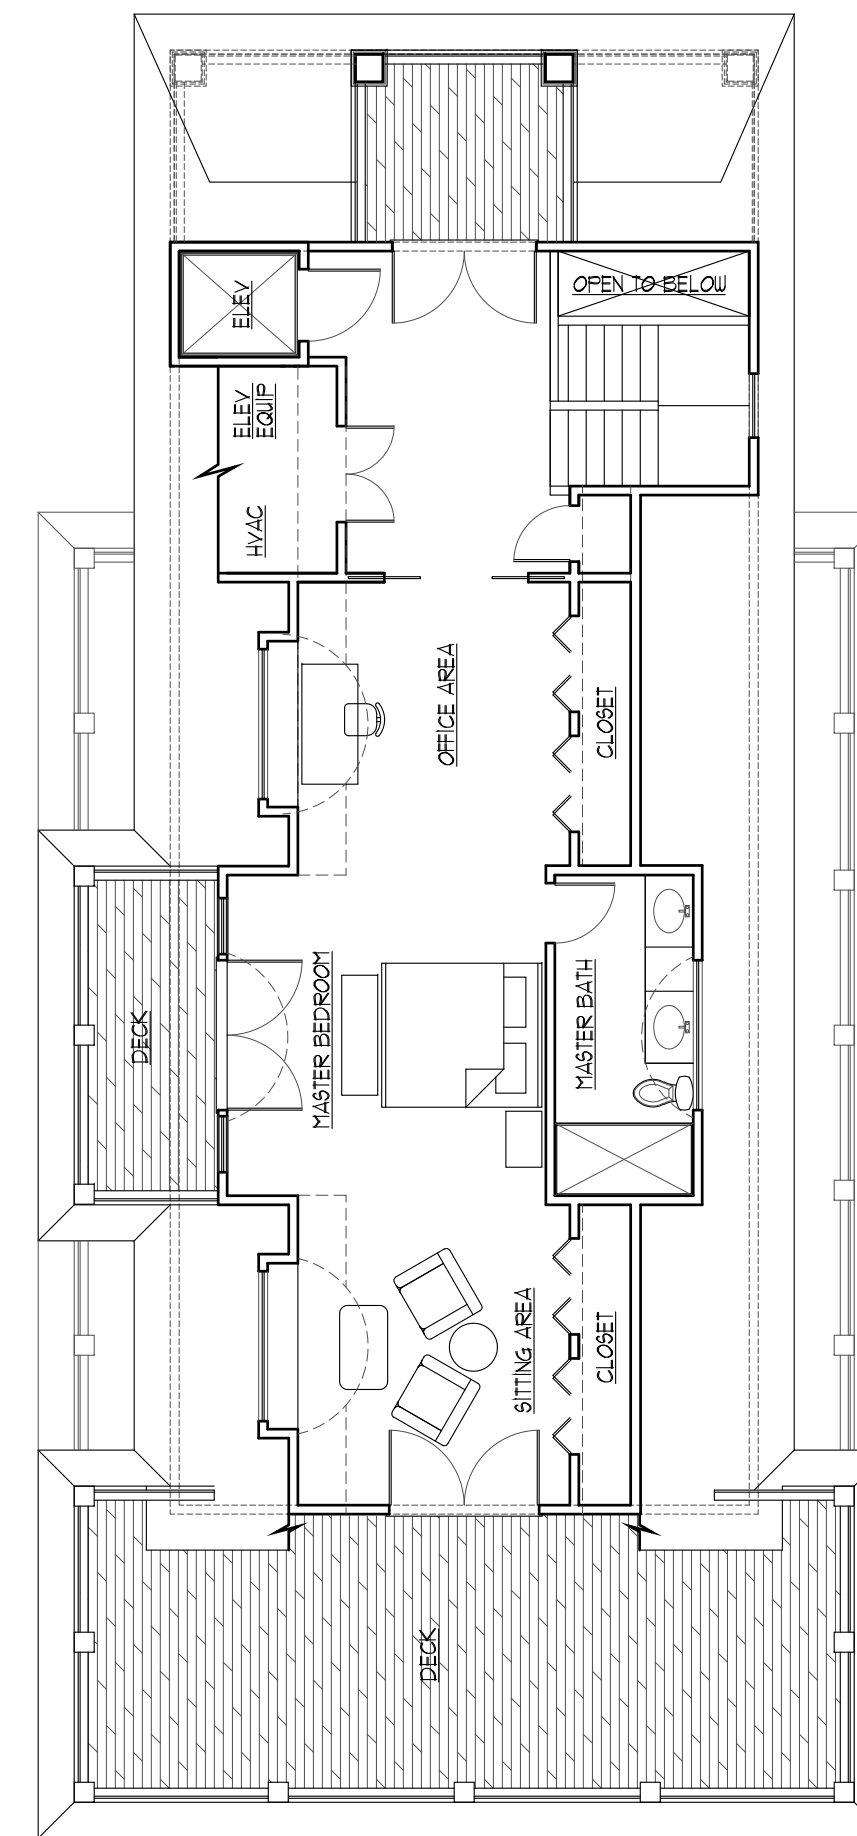 OPEN TO BELOW
ELEV
ELEV
EQUIP
HVAC
OFFICE AREA
CLOSET
MASTER BEDROOM
MASTER BATH
DECK
SITTING AREA
CLOSET
DECK